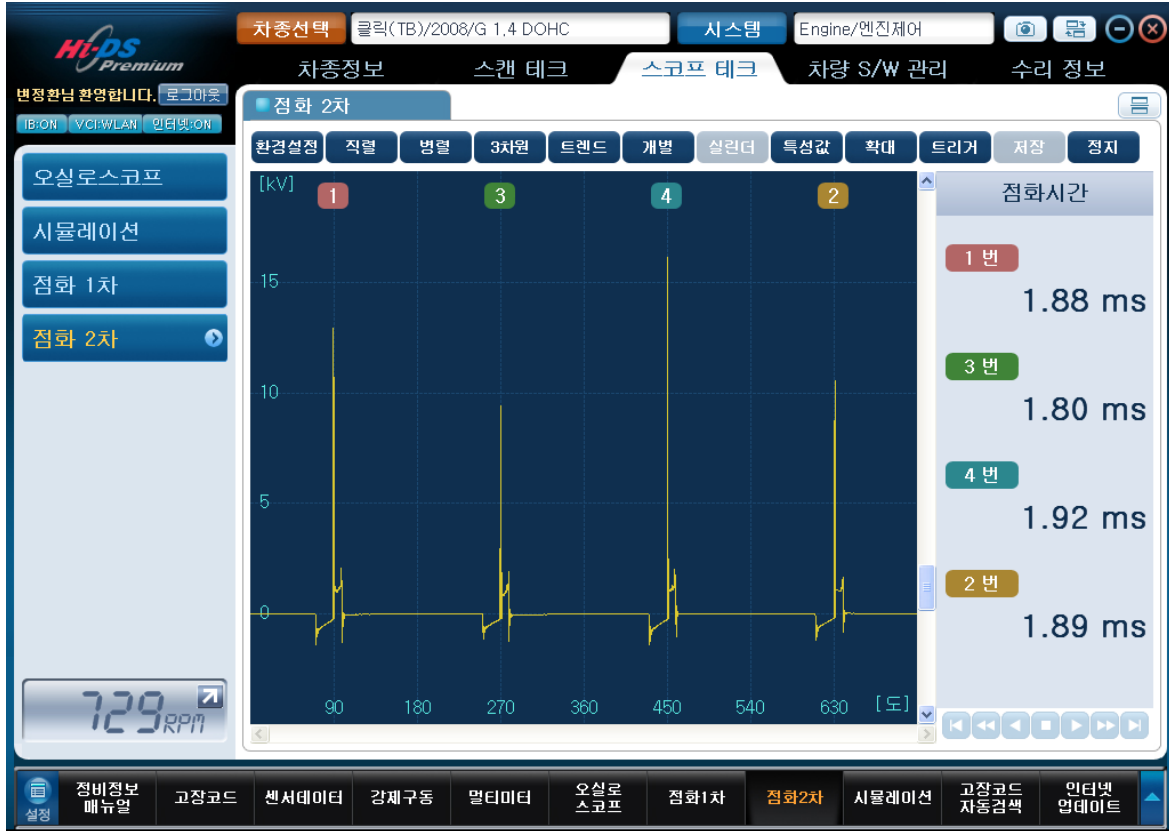 Hi-DS
Premium
차종선택 클릭(TB)/2008/G 1,4 DOHC 시스템 Engine/엔진제어
차종정보 스캔 테크 스코프 테크 차량 S/W 관리 수리 정보
변정환님 환영합니다. 로그아웃
IB:ON VCI:WLAN 인터넷:ON
점화 2차
환경설정 직렬 병렬 3차원 트렌드 개별 실린더 특성값 확대 트리거 저장 정지
오실로스코프
시뮬레이션
점화 1차
점화 2차
[kV] 1 3 4 2
15
10
5
0
90 180 270 360 450 540 630 [도]
점화시간
1 번
1.88 ms
3 번
1.80 ms
4 번
1.92 ms
2 번
1.89 ms
729 RPM
설정
정비정보
매뉴얼
고장코드
센서데이터
강제구동
멀티미터
오실로
스코프
점화1차
점화2차
시뮬레이션
고장코드
자동검색
인터넷
업데이트